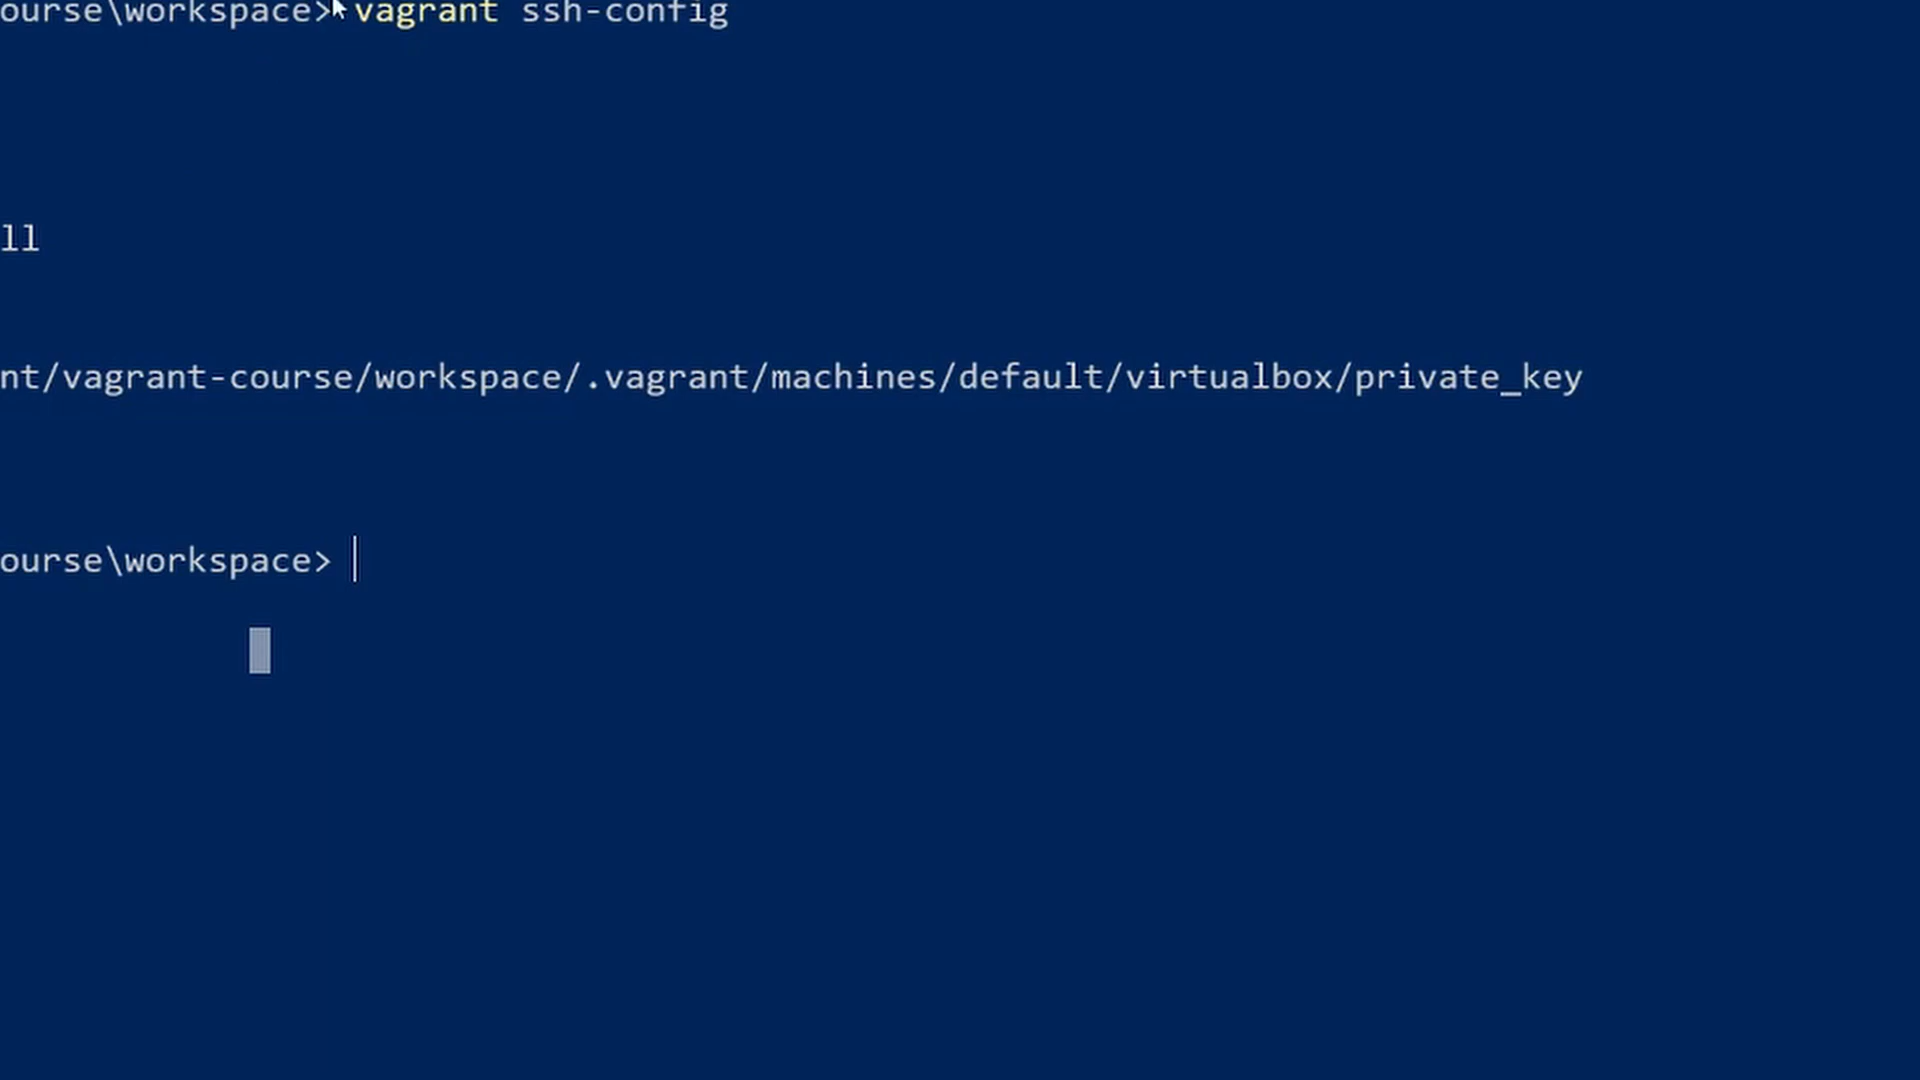 ourse\workspace> vagrant ssh-config
ll
nt/vagrant-course/workspace/.vagrant/machines/default/virtualbox/private_key
ourse\workspace>